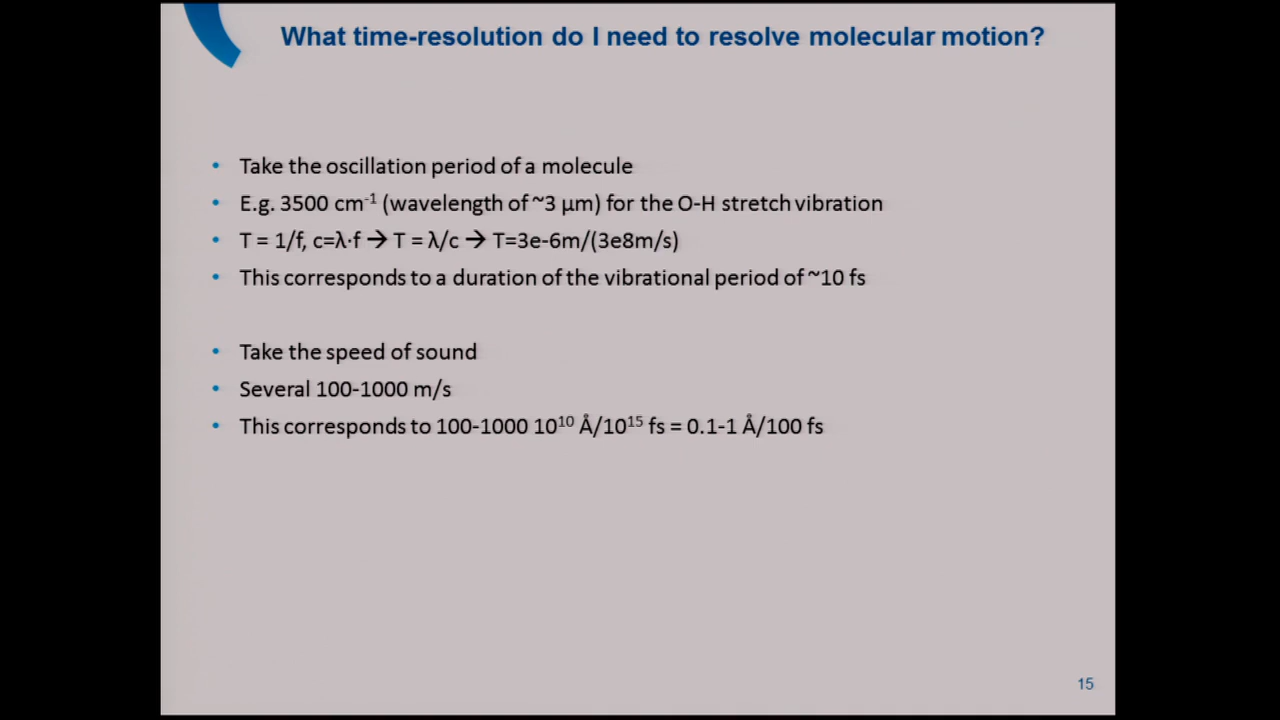 What time-resolution do I need to resolve molecular motion?
• Take the oscillation period of a molecule
• E.g. 3500 cm⁻¹ (wavelength of ~3 µm) for the O-H stretch vibration
• T = 1/f, c=λ·f → T = λ/c → T=3e-6m/(3e8m/s)
• This corresponds to a duration of the vibrational period of ~10 fs
• Take the speed of sound
• Several 100-1000 m/s
• This corresponds to 100-1000 10¹⁰ Å/10¹⁵ fs = 0.1-1 Å/100 fs
15